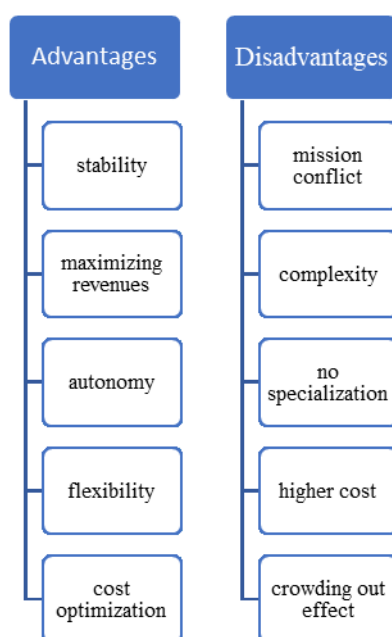 Advantages
stability
maximizing
revenues
autonomy
flexibility
cost
optimization
Disadvantages
mission
conflict
complexity
no
specialization
higher cost
crowding out
effect